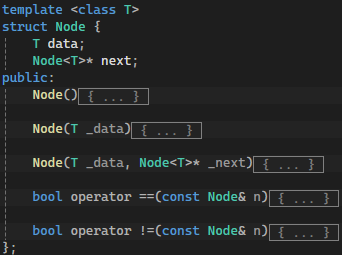 template <class T>
struct Node {
    T data;
    Node<T>* next;
public:
    Node() { ... }
    Node(T _data) { ... }
    Node(T _data, Node<T>* _next) { ... }
    bool operator ==(const Node& n) { ... }
    bool operator !=(const Node& n) { ... }
};